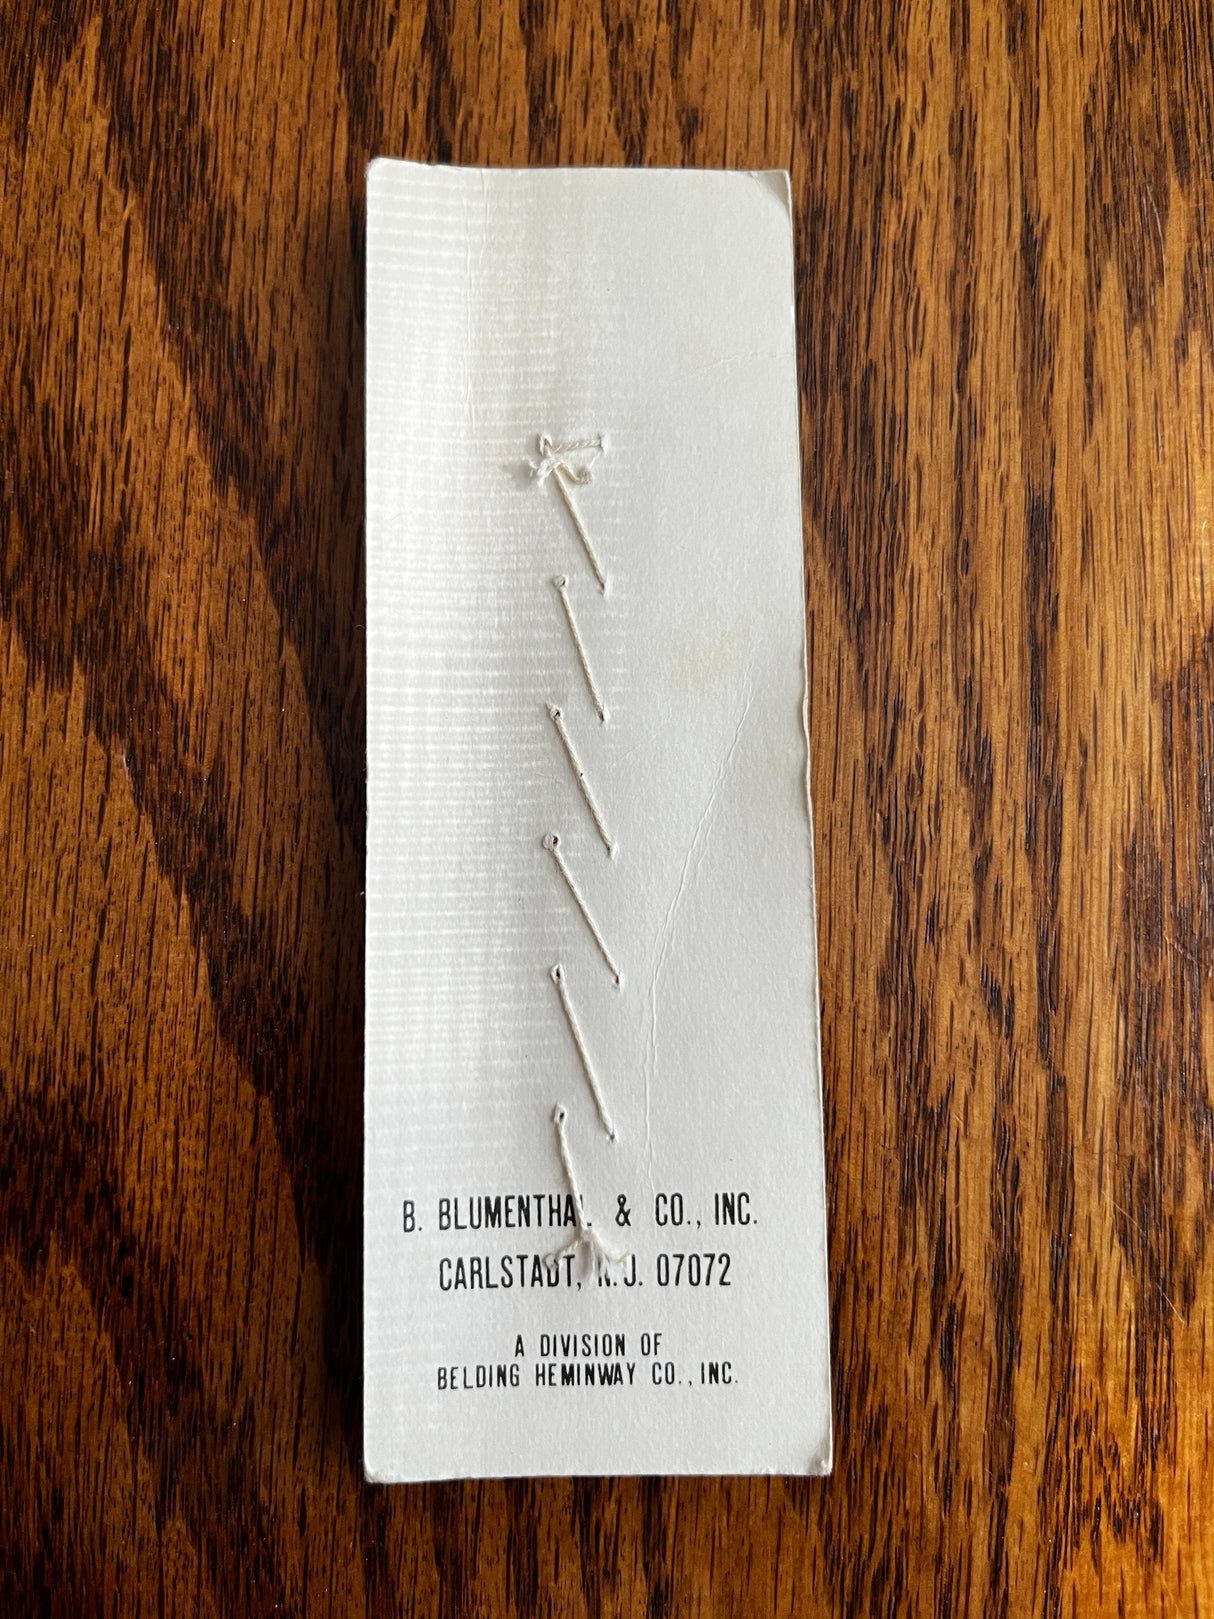 B. BLUMENTHAL & CO., INC.
CARLSTADT, N.J. 07072
A DIVISION OF
BELDING HEMINWAY CO., INC.